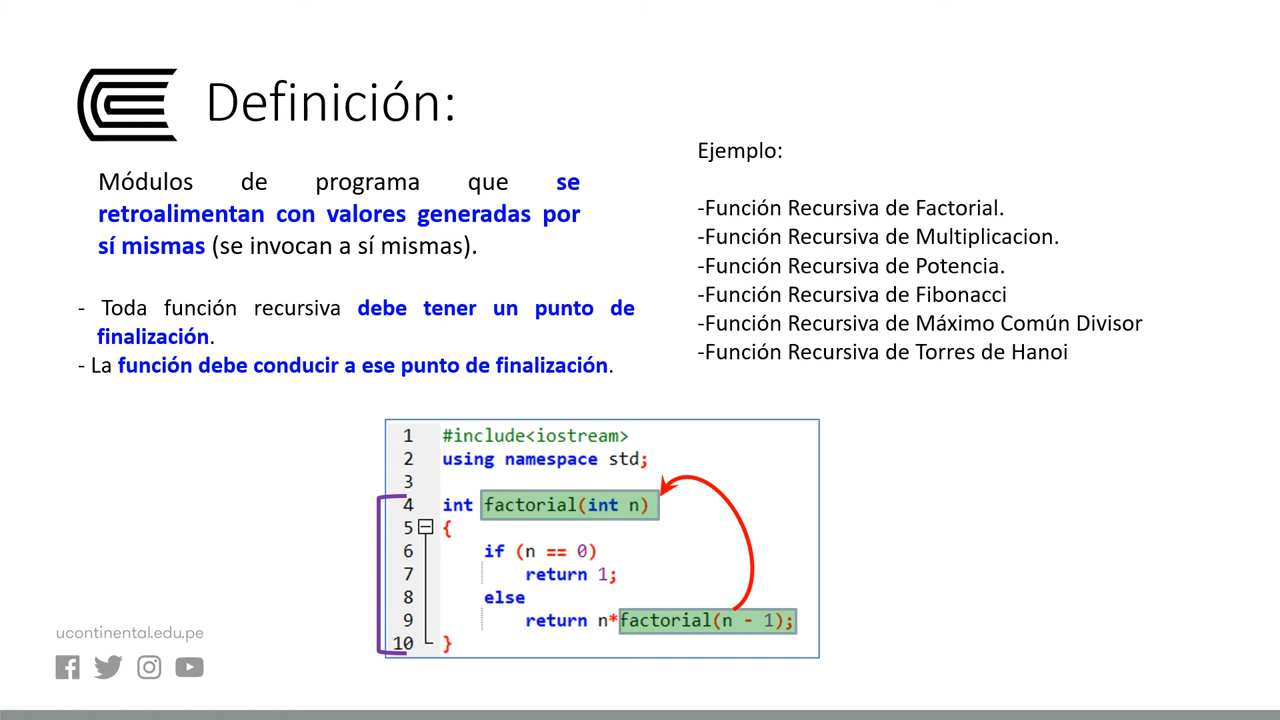 Definición:
Módulos de programa que se
retroalimentan con valores generadas por
sí mismas (se invocan a sí mismas).
- Toda función recursiva debe tener un punto de
finalización.
- La función debe conducir a ese punto de finalización.
Ejemplo:
-Función Recursiva de Factorial.
-Función Recursiva de Multiplicacion.
-Función Recursiva de Potencia.
-Función Recursiva de Fibonacci
-Función Recursiva de Máximo Común Divisor
-Función Recursiva de Torres de Hanoi
1 #include<iostream>
2 using namespace std;
3
4 int factorial(int n)
5 {
6 if (n == 0)
7 return 1;
8 else
9 return n*factorial(n - 1);
10 }
ucontinental.edu.pe